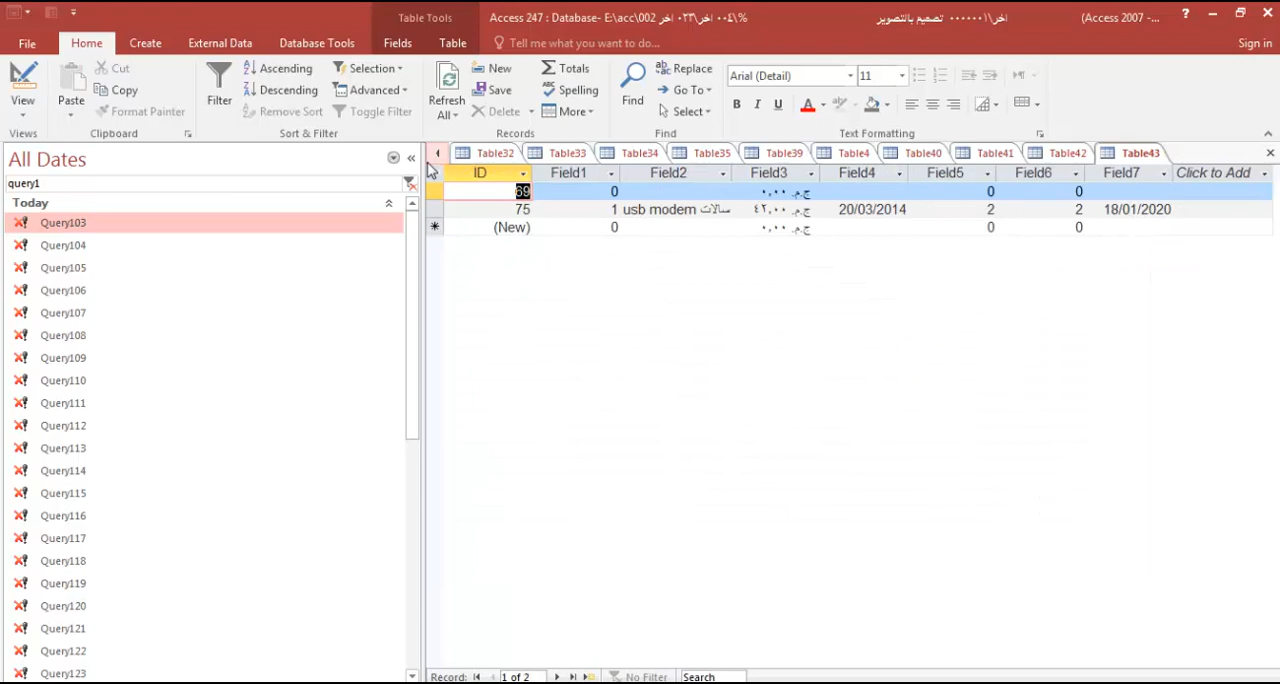 Table Tools
Access 247 : Database- E:\acc\002 اخر ٠٢٣\اخر ٠٠٤\%
اخر\٠٠٠٠٠٠١ تصميم بالتصوير
(Access 2007 -...
?
File Home Create External Data Database Tools Fields Table Tell me what you want to do... Sign in
View
Paste
Cut
Copy
Format Painter
Filter
Ascending
Descending
Remove Sort
Selection
Advanced
Toggle Filter
Refresh All
New
Save
Delete
Totals
Spelling
More
Find
Replace
Go To
Select
Arial (Detail) 11
B I U A
Views Clipboard Sort & Filter Records Find Text Formatting
All Dates
query1
Today
Query103
Query104
Query105
Query106
Query107
Query108
Query109
Query110
Query111
Query112
Query113
Query114
Query115
Query116
Query117
Query118
Query119
Query120
Query121
Query122
Query123
Table32 Table33 Table34 Table35 Table39 Table4 Table40 Table41 Table42 Table43
ID Field1 Field2 Field3 Field4 Field5 Field6 Field7 Click to Add
69 0 ج.م. ٠,٠٠ 0 0
75 1 usb modem سالات ج.م. ٤٢,٠٠ 20/03/2014 2 2 18/01/2020
(New) 0 ج.م. ٠,٠٠ 0 0
Record: 1 of 2 No Filter Search